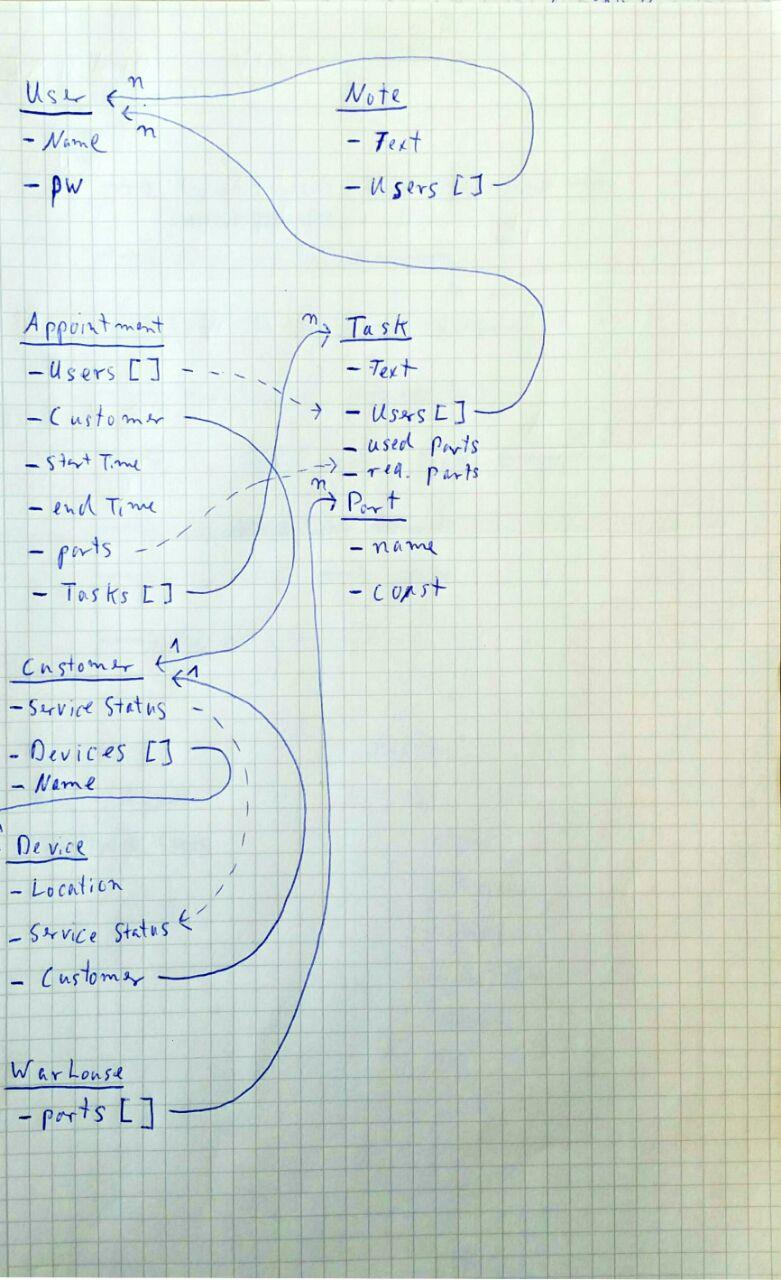 User
- Name
- pw
n
n
Note
- Text
- Users []
Appointment
- Users []
- Customer
- Start Time
- end Time
- parts
- Tasks []
n
Task
- Text
- Users []
- used parts
- req. parts
n
Part
- name
- const
1
1
Customer
- Service Status
- Devices []
- Name
Device
- Location
- Service Status
- Customer
Warhouse
- parts []